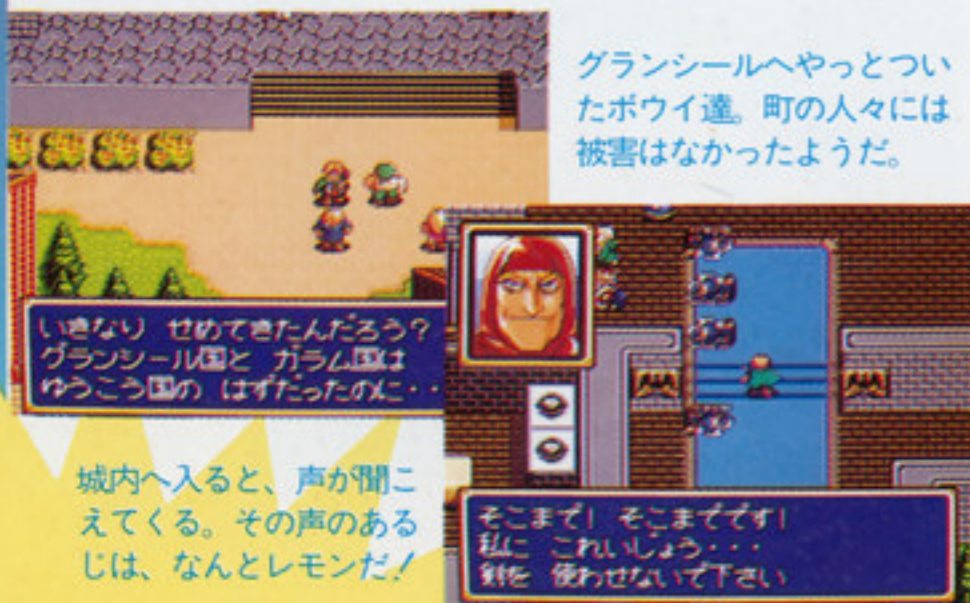 グランシールへやっとつい
たボウイ達。町の人々には
被害はなかったようだ。
いきなり せめてきたんだろう?
グランシール国と ガラム国は
ゆうこう国の はずだったのに・・
城内へ入ると、声が聞こ
えてくる。その声のある
じは、なんとレモンだ!
そこまで! そこまでです!
私に これいじょう・・・
剣を 使わせないで下さい